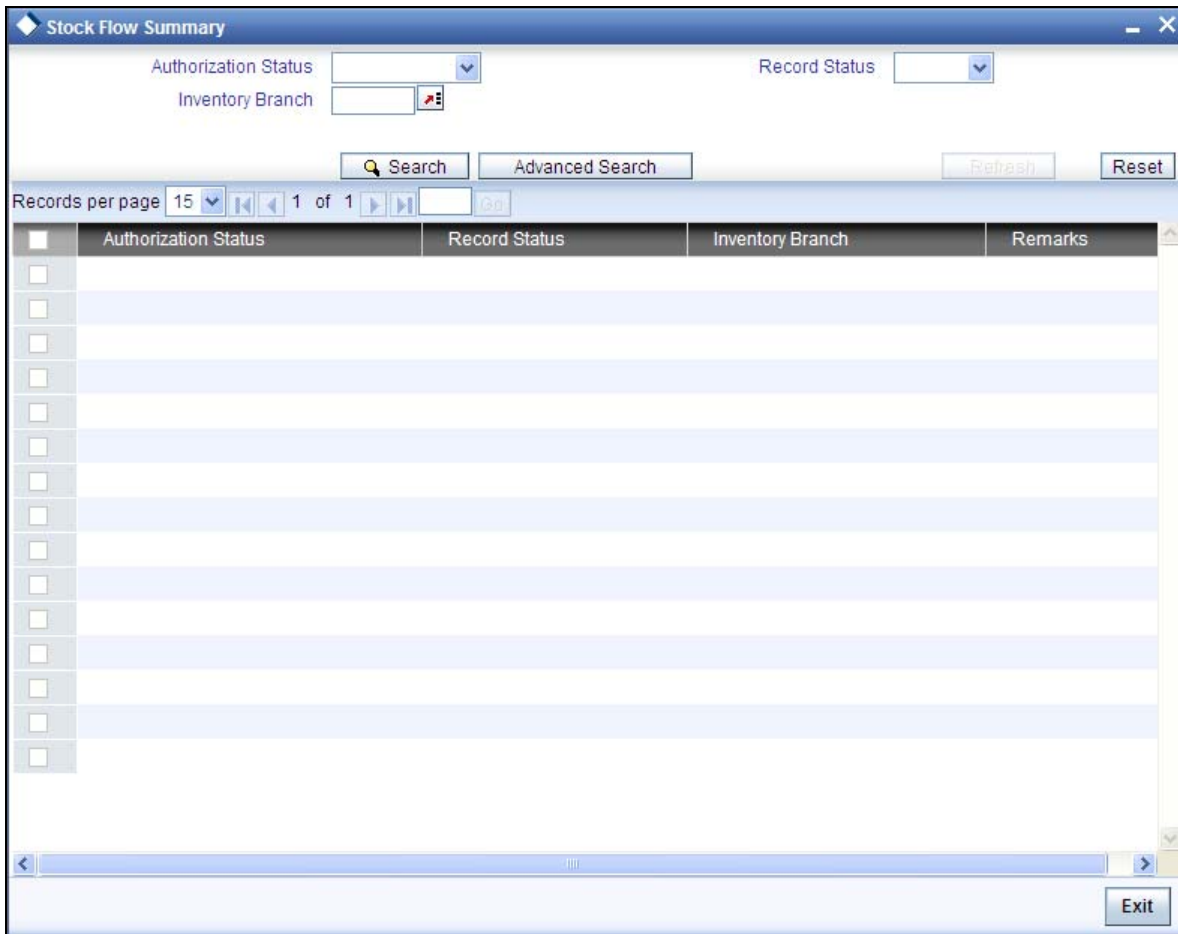 Stock Flow Summary
Authorization Status
Record Status
Inventory Branch
Search
Advanced Search
Refresh
Reset
Records per page 15 1 of 1 Go
Authorization Status Record Status Inventory Branch Remarks
Exit